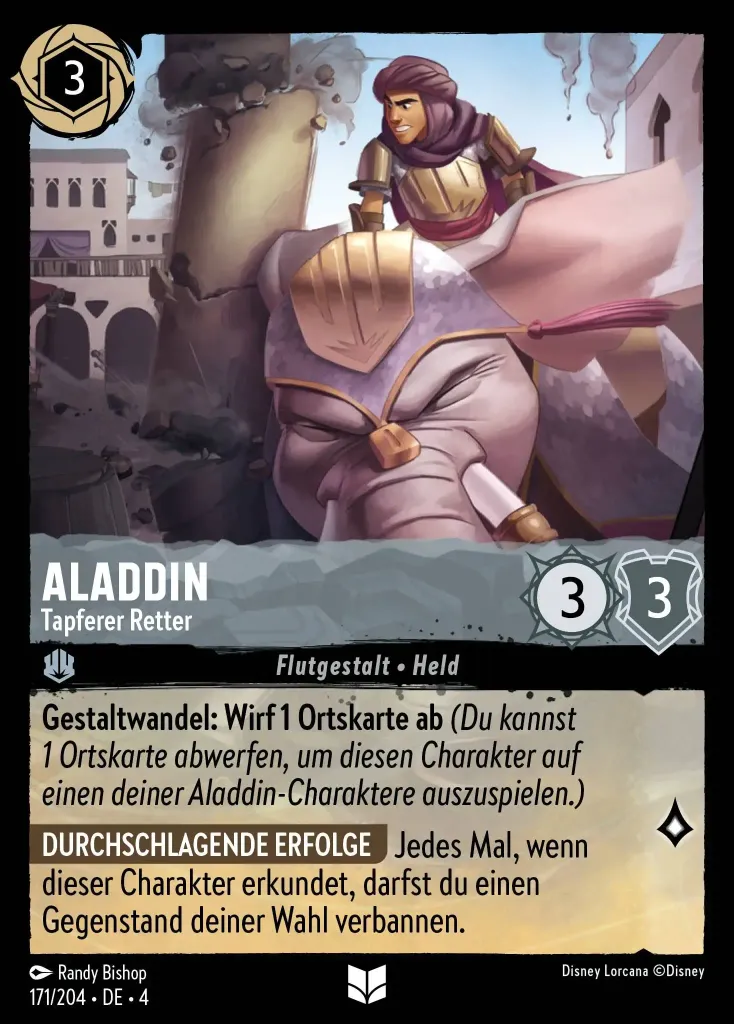 3
ALADDIN
Tapferer Retter
3
3
Flutgestalt • Held
Gestaltwandel: Wirf 1 Ortskarte ab (Du kannst
1 Ortskarte abwerfen, um diesen Charakter auf
einen deiner Aladdin-Charaktere auszuspielen.)
DURCHSCHLAGENDE ERFOLGE Jedes Mal, wenn
dieser Charakter erkundet, darfst du einen
Gegenstand deiner Wahl verbannen.
Randy Bishop
Disney Lorcana ©Disney
171/204 • DE • 4